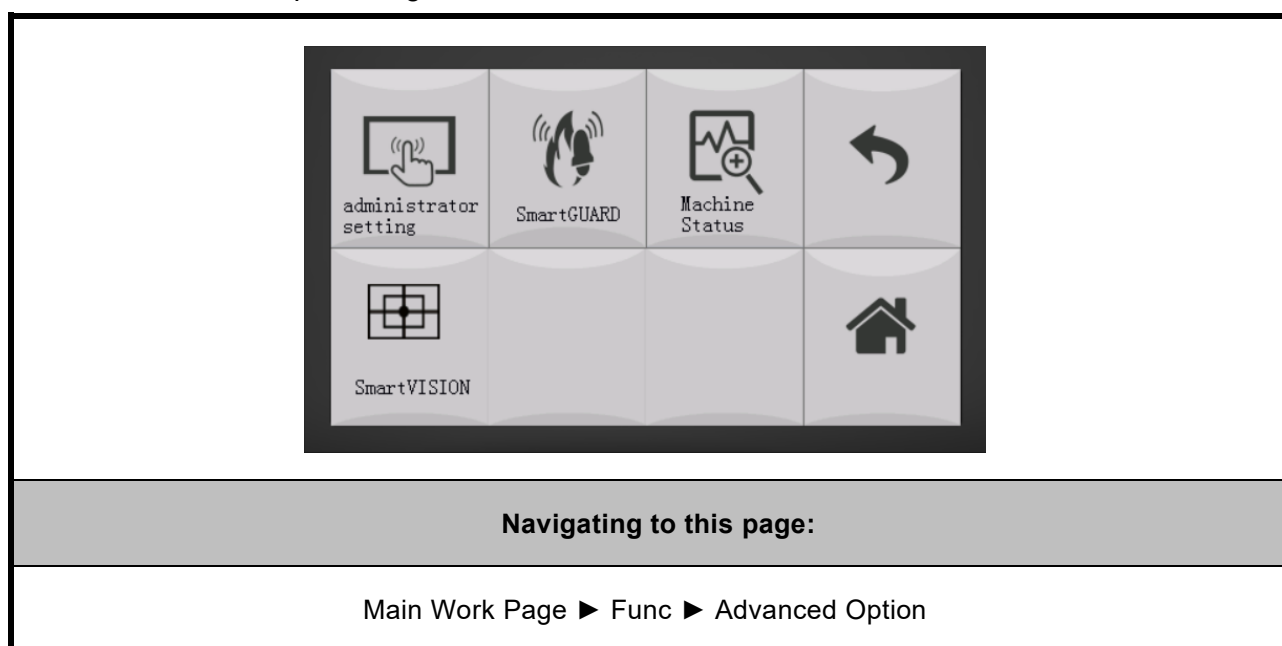 administrator
setting
SmartGUARD
Machine
Status
SmartVISION
Navigating to this page:
Main Work Page ► Func ► Advanced Option